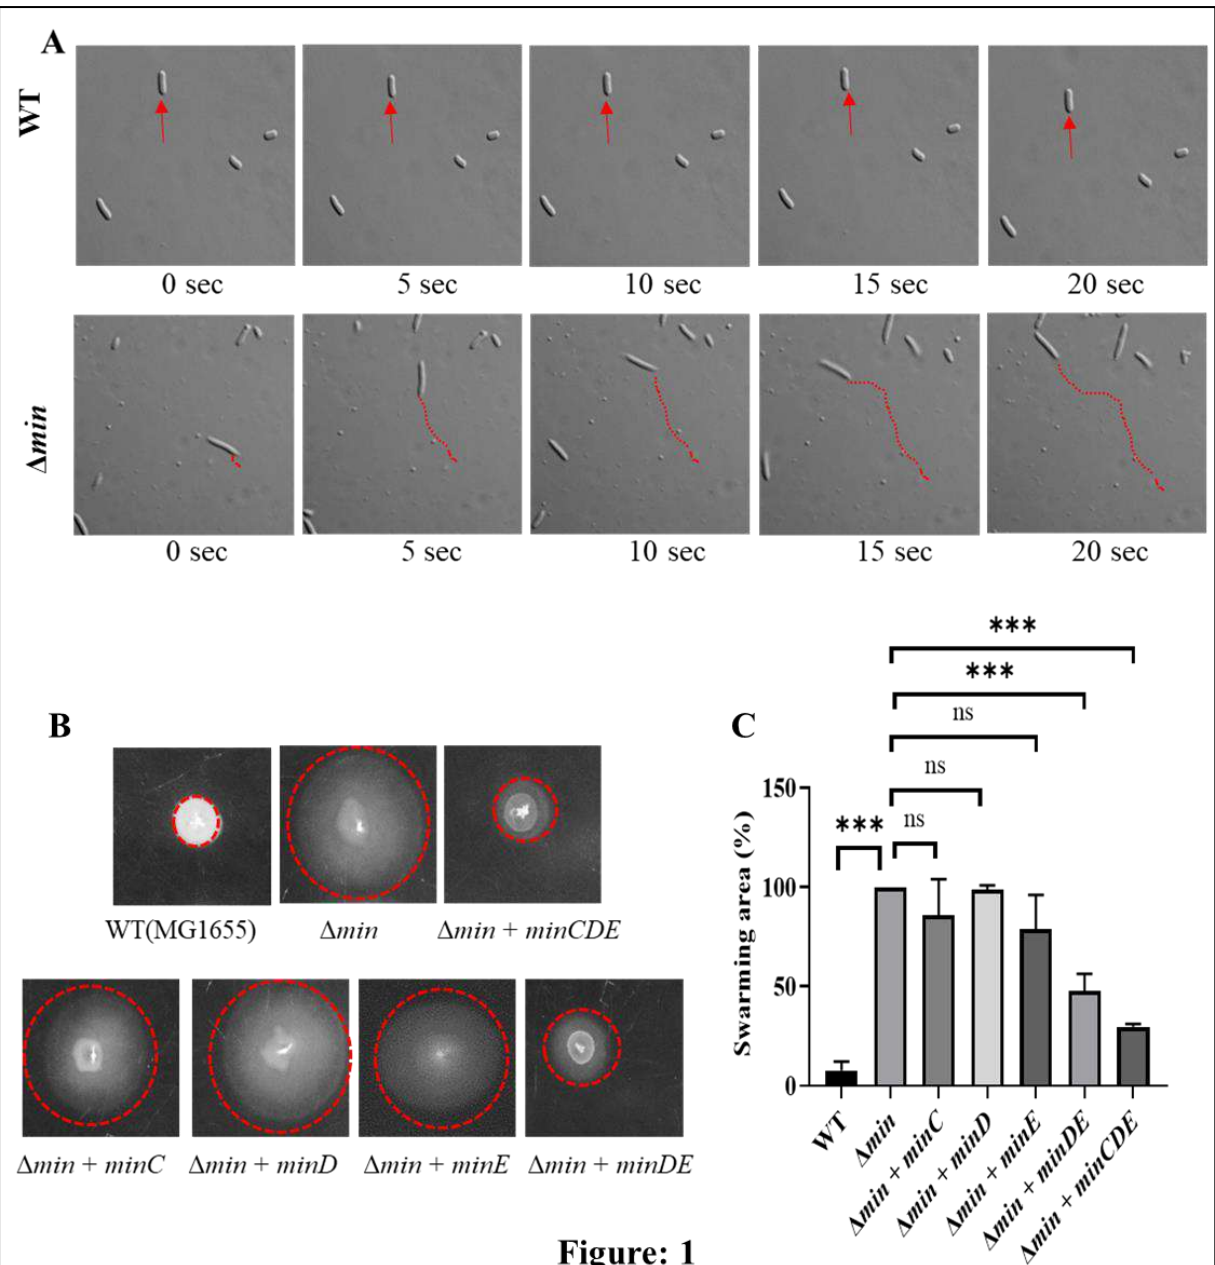 A
WT
0 sec
5 sec
10 sec
15 sec
20 sec
Δmin
0 sec
5 sec
10 sec
15 sec
20 sec
B
WT(MG1655)
Δmin
Δmin + minCDE
Δmin + minC
Δmin + minD
Δmin + minE
Δmin + minDE
C
***
***
ns
ns
ns
***
Swarming area (%)
150
100
50
0
WT
Δmin
Δmin + minC
Δmin + minD
Δmin + minE
Δmin + minDE
Δmin + minCDE
Figure: 1